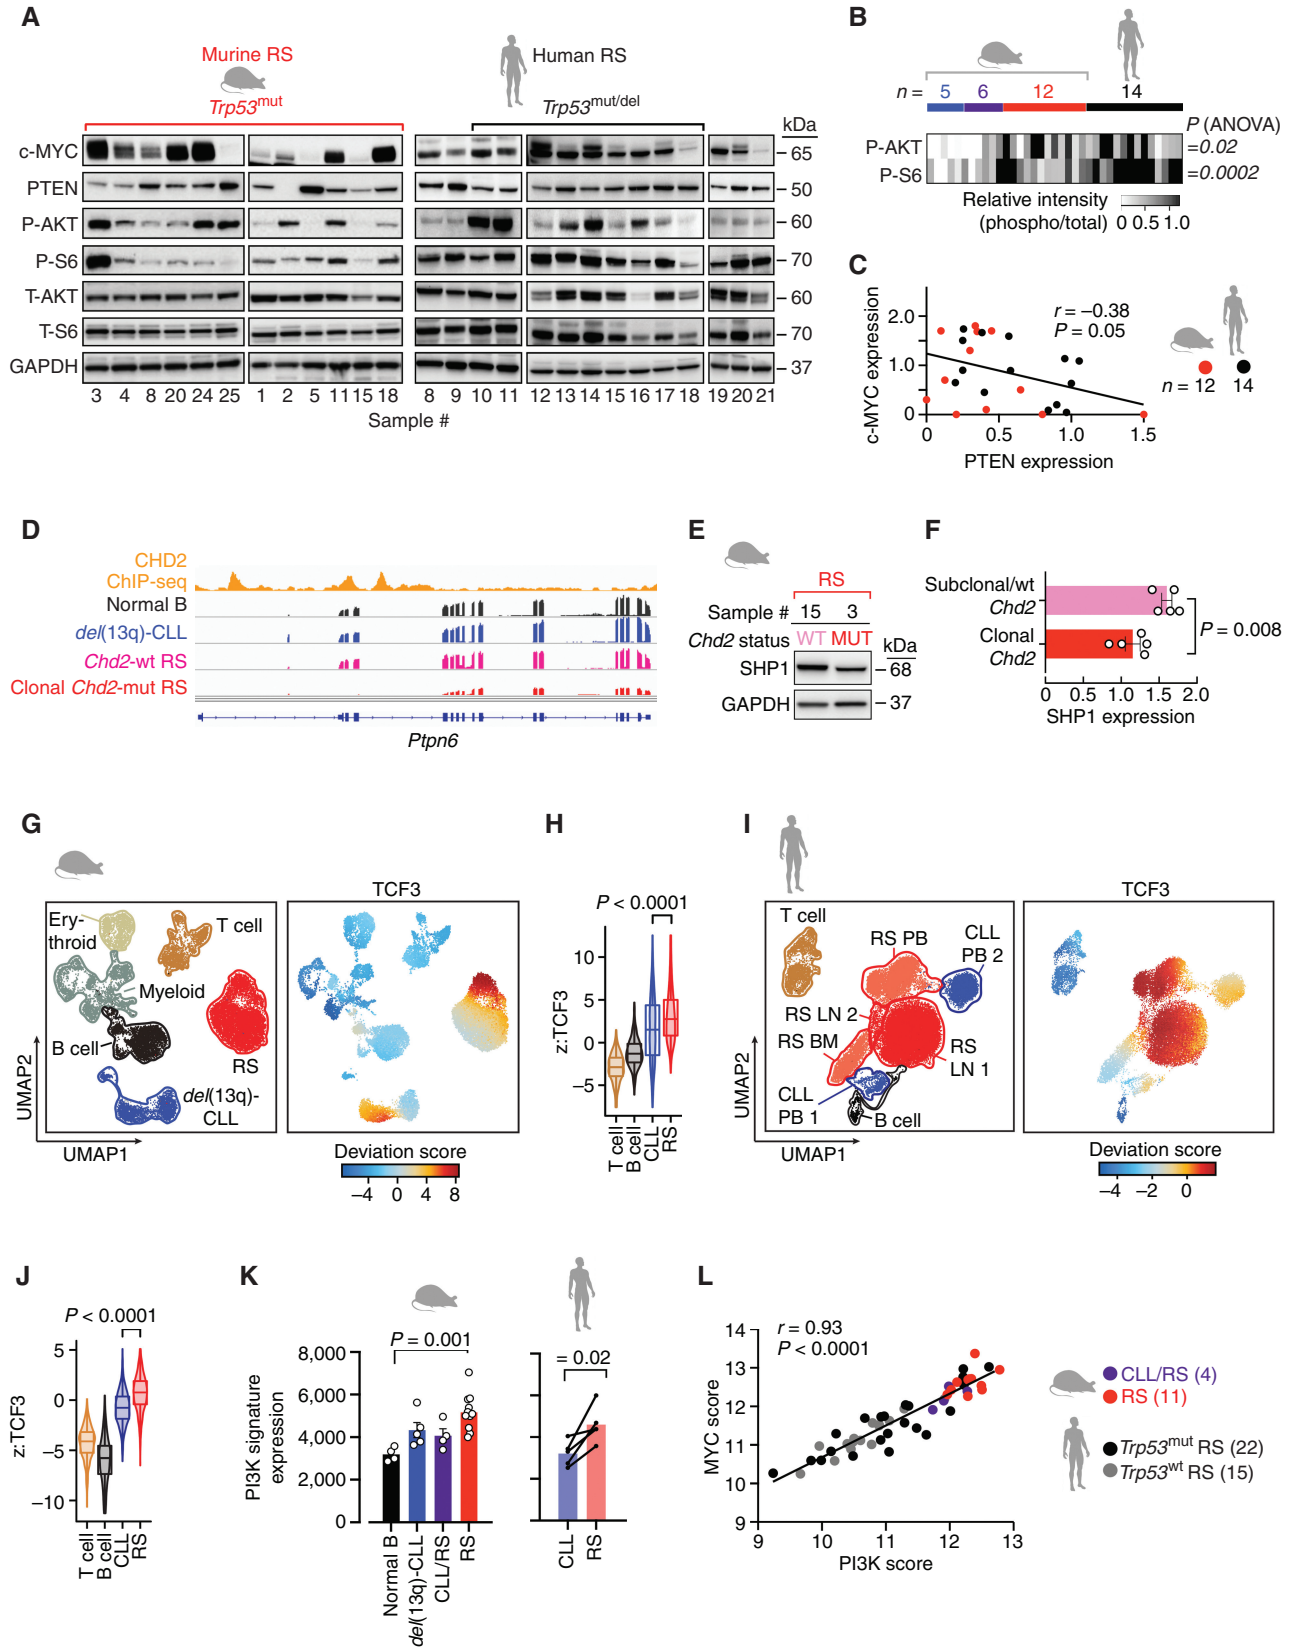 A
Murine RS
Trp53mut
Human RS
Trp53mut/del
kDa
c-MYC
65
PTEN
50
P-AKT
60
P-S6
70
T-AKT
60
T-S6
70
GAPDH
37
3 4 8 20 24 25 1 2 5 11 15 18 8 9 10 11 12 13 14 15 16 17 18 19 20 21
Sample #
B
n = 5 6 12 14
P (ANOVA)
P-AKT =0.02
P-S6 =0.0002
Relative intensity
(phospho/total) 0 0.5 1.0
C
c-MYC expression
2.0
1.0
0
r = –0.38
P = 0.05
n = 12 14
0 0.5 1.0 1.5
PTEN expression
D
CHD2
ChIP-seq
Normal B
del(13q)-CLL
Chd2-wt RS
Clonal Chd2-mut RS
Ptpn6
E
RS
Sample # 15 3
Chd2 status WT MUT
kDa
SHP1 68
GAPDH 37
F
Subclonal/wt
Chd2
Clonal
Chd2
P = 0.008
0 0.5 1.0 1.5 2.0
SHP1 expression
G
Ery-
throid
T cell
Myeloid
B cell
RS
del(13q)-
CLL
UMAP2
UMAP1
TCF3
Deviation score
–4 0 4 8
H
P < 0.0001
z:TCF3
10
5
0
–5
T cell
B cell
CLL
RS
I
T cell
RS PB
CLL
PB 2
RS LN 2
RS BM
RS
LN 1
CLL
PB 1
B cell
UMAP2
UMAP1
TCF3
Deviation score
–4 –2 0
J
P < 0.0001
z:TCF3
5
0
–5
–10
T cell
B cell
CLL
RS
K
PI3K signature
expression
8,000
6,000
4,000
2,000
0
P = 0.001
Normal B
del(13q)-CLL
CLL/RS
RS
= 0.02
CLL
RS
L
MYC score
14
13
12
11
10
9
r = 0.93
P < 0.0001
9 10 11 12 13
PI3K score
CLL/RS (4)
RS (11)
Trp53mut RS (22)
Trp53wt RS (15)